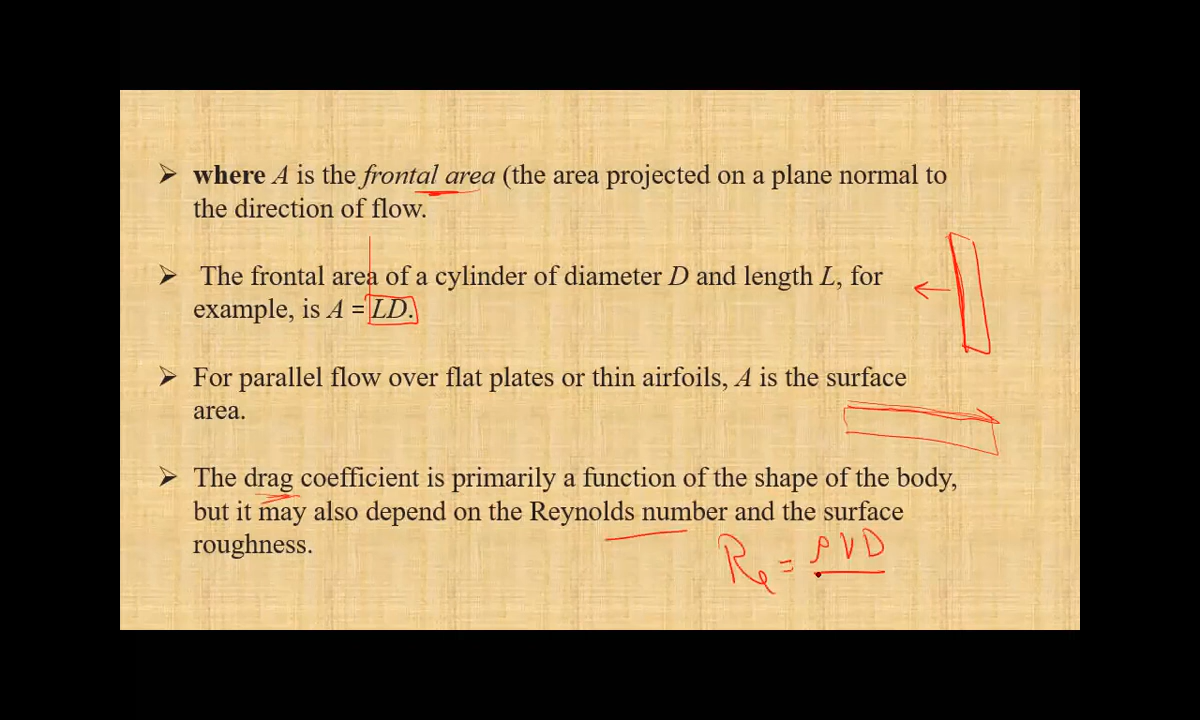 ➢ where A is the frontal area (the area projected on a plane normal to
the direction of flow.
➢ The frontal area of a cylinder of diameter D and length L, for
example, is A = LD.
➢ For parallel flow over flat plates or thin airfoils, A is the surface
area.
➢ The drag coefficient is primarily a function of the shape of the body,
but it may also depend on the Reynolds number and the surface
roughness.
Re = ρVD